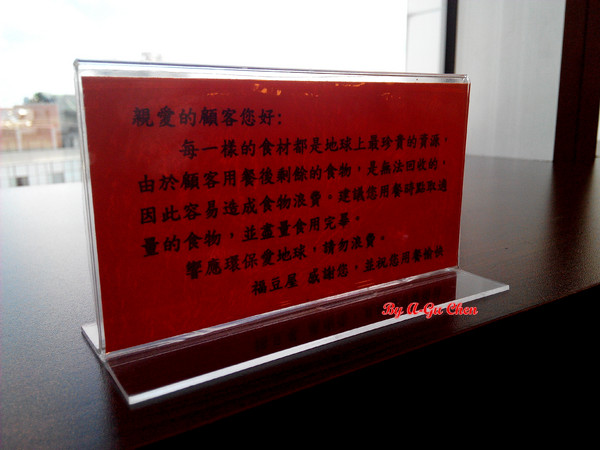 親愛的顧客您好:
每一樣的食材都是地球上最珍貴的資源,
由於顧客用餐後剩餘的食物,是無法回收的,
因此容易造成食物浪費。建議您用餐時點取適
量的食物,並盡量食用完畢。
響應環保愛地球,請勿浪費。
福豆屋 感謝您,並祝您用餐愉快
By A-Gu Chen